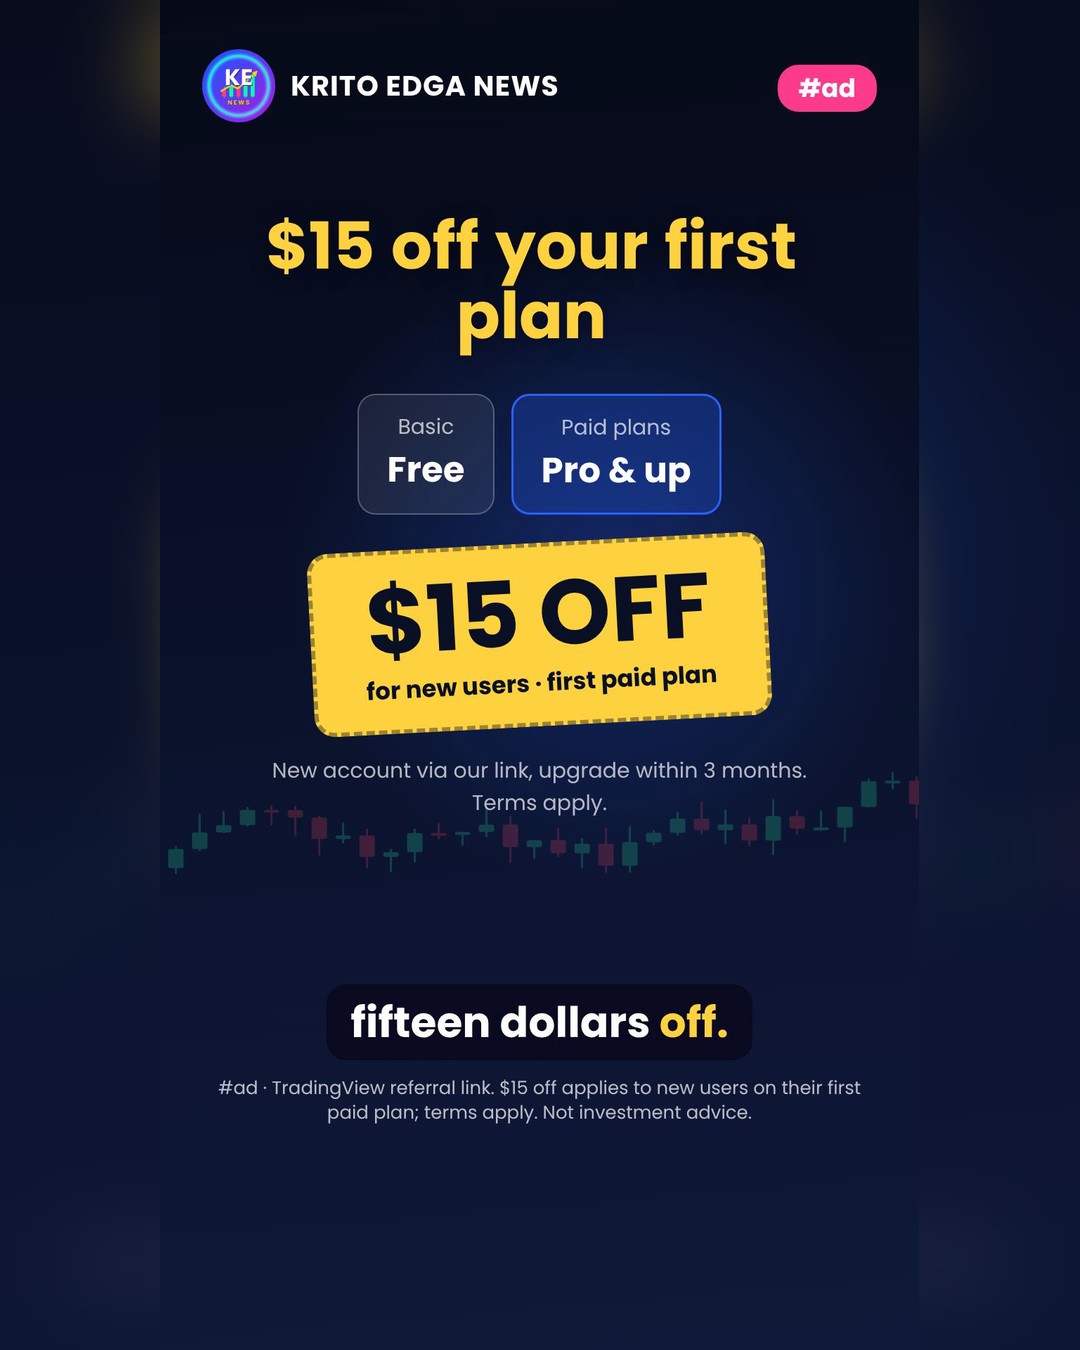 KE
NEWS
KRITO EDGA NEWS
#ad
$15 off your first
plan
Basic
Free
Paid plans
Pro & up
$15 OFF
for new users · first paid plan
New account via our link, upgrade within 3 months.
Terms apply.
fifteen dollars off.
#ad · TradingView referral link. $15 off applies to new users on their first
paid plan; terms apply. Not investment advice.